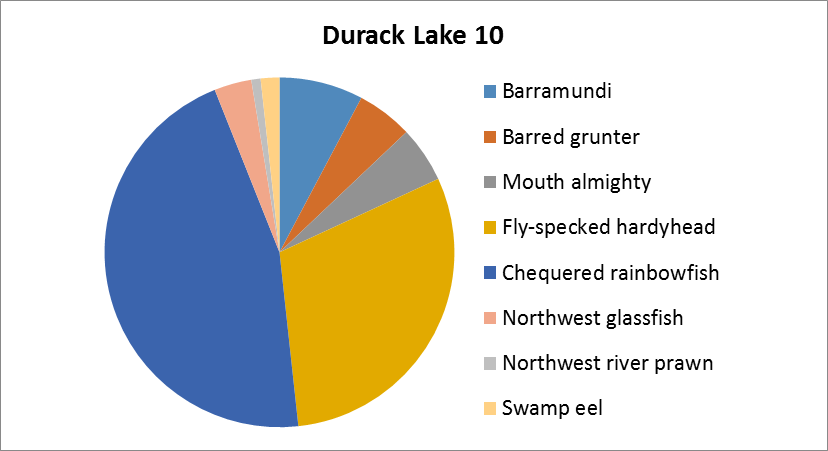 Durack Lake 10
Barramundi
Barred grunter
Mouth almighty
Fly-specked hardyhead
Chequered rainbowfish
Northwest glassfish
Northwest river prawn
Swamp eel